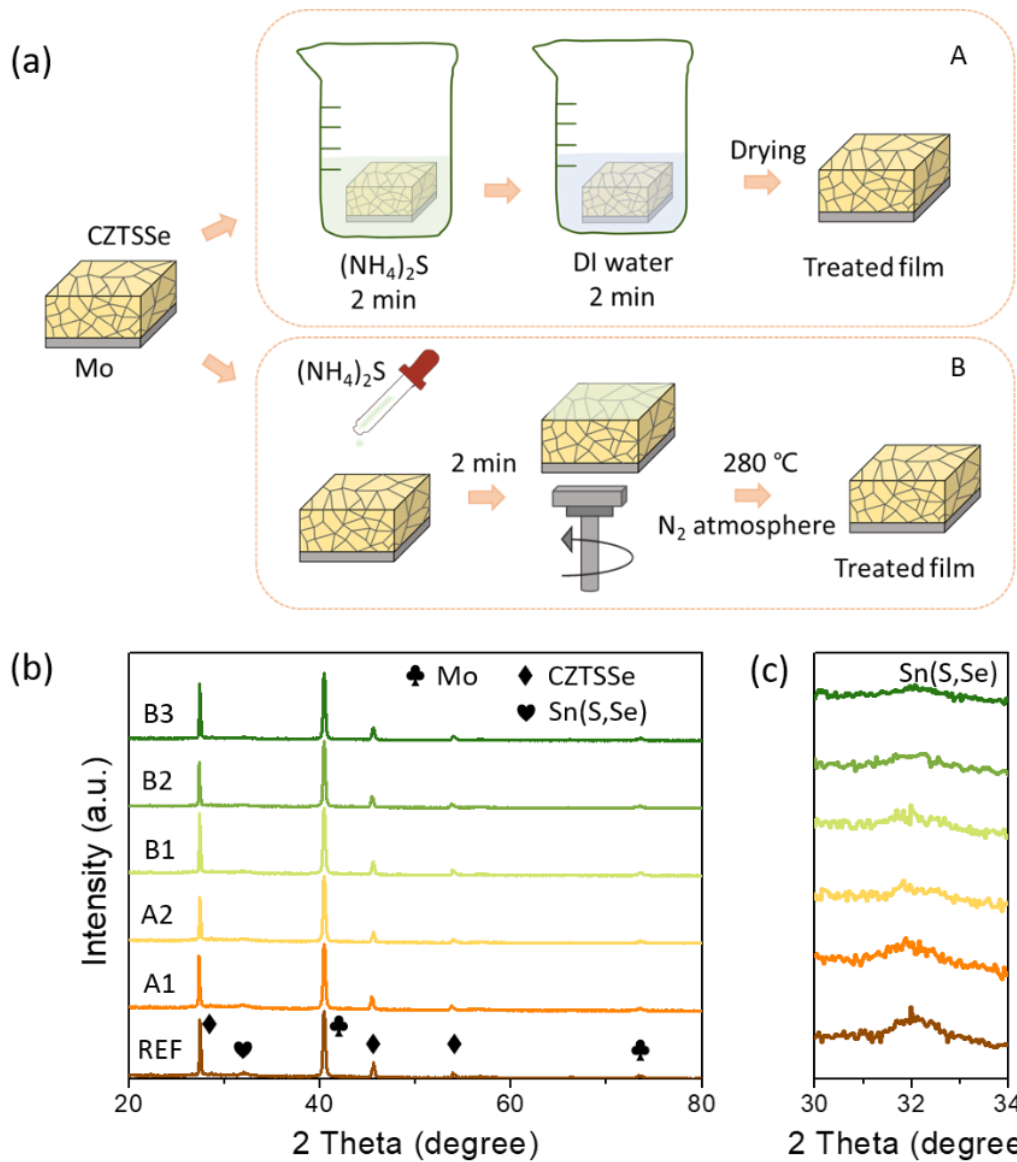 (a)
A
CZTSSe
Mo
(NH₄)₂S
2 min
DI water
2 min
Drying
Treated film
B
(NH₄)₂S
2 min
280 °C
N₂ atmosphere
Treated film
(b)
Mo
CZTSSe
Sn(S,Se)
B3
B2
B1
A2
A1
REF
Intensity (a.u.)
20 40 60 80
2 Theta (degree)
(c)
Sn(S,Se)
30 32 34
2 Theta (degree